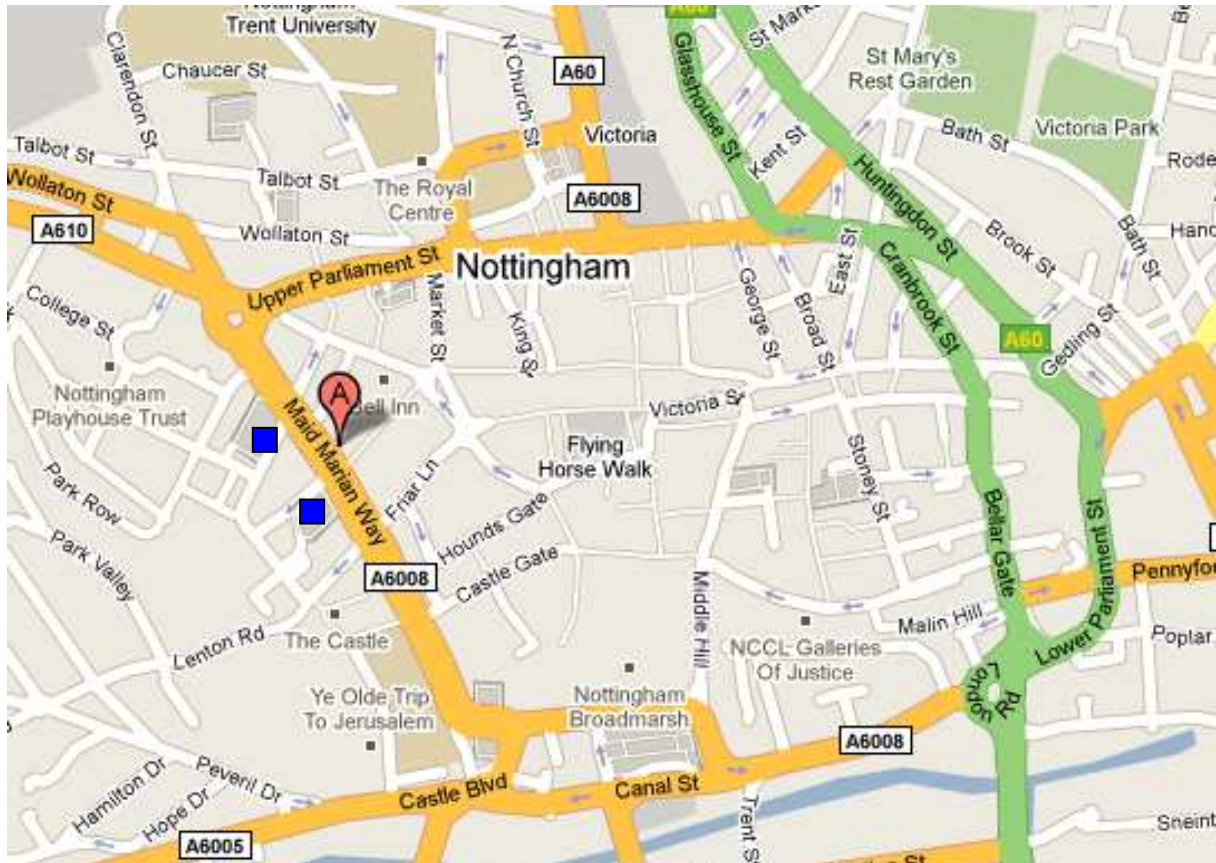 Nottingham
Trent University
Clarendon St
Chaucer St
N Church St
A60
A60
Glasshouse St
St Mark
St Mary's
Rest Garden
Victoria
Kent St
Bath St
Victoria Park
Talbot St
Talbot St
The Royal
Centre
Huntingdon St
Rode
Wollaton St
A6008
A610
Wollaton St
Brook St
Bath St
Hanc
Upper Parliament St
Nottingham
East St
Cranbrook St
College St
Market St
King St
George St
Broad St
A60
Gedling St
Nottingham
Playhouse Trust
A
Bell Inn
Victoria St
Maid Marian Way
Flying
Horse Walk
Stoney St
Park Row
Friar Ln
Hounds Gate
Bellar Gate
Lower Parliament St
Park Valley
A6008
Castle Gate
Middle Hill
Pennyfo
Malin Hill
The Castle
Lenton Rd
NCCL Galleries
Of Justice
Poplar
London Rd
Ye Olde Trip
To Jerusalem
Nottingham
Broadmarsh
A6008
Peveril Dr
Hamilton Dr
Castle Blvd
Canal St
Hope Dr
Trent St
Sneint
A6005